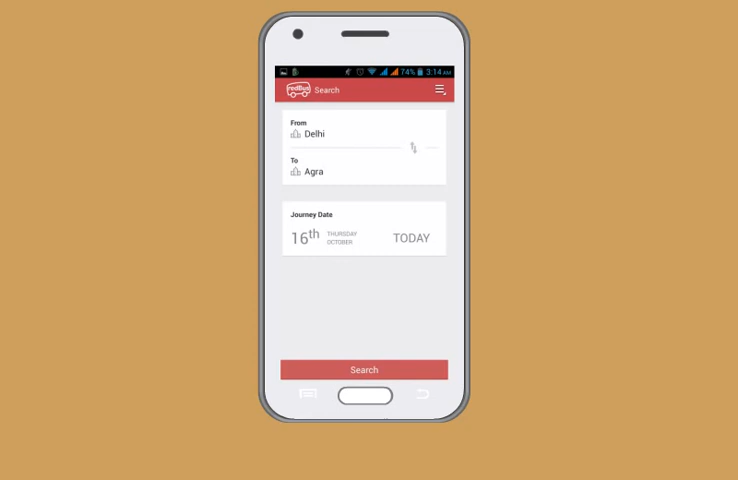 74% 3:14 AM
redBus Search
From
Delhi
To
Agra
Journey Date
16th THURSDAY OCTOBER TODAY
Search